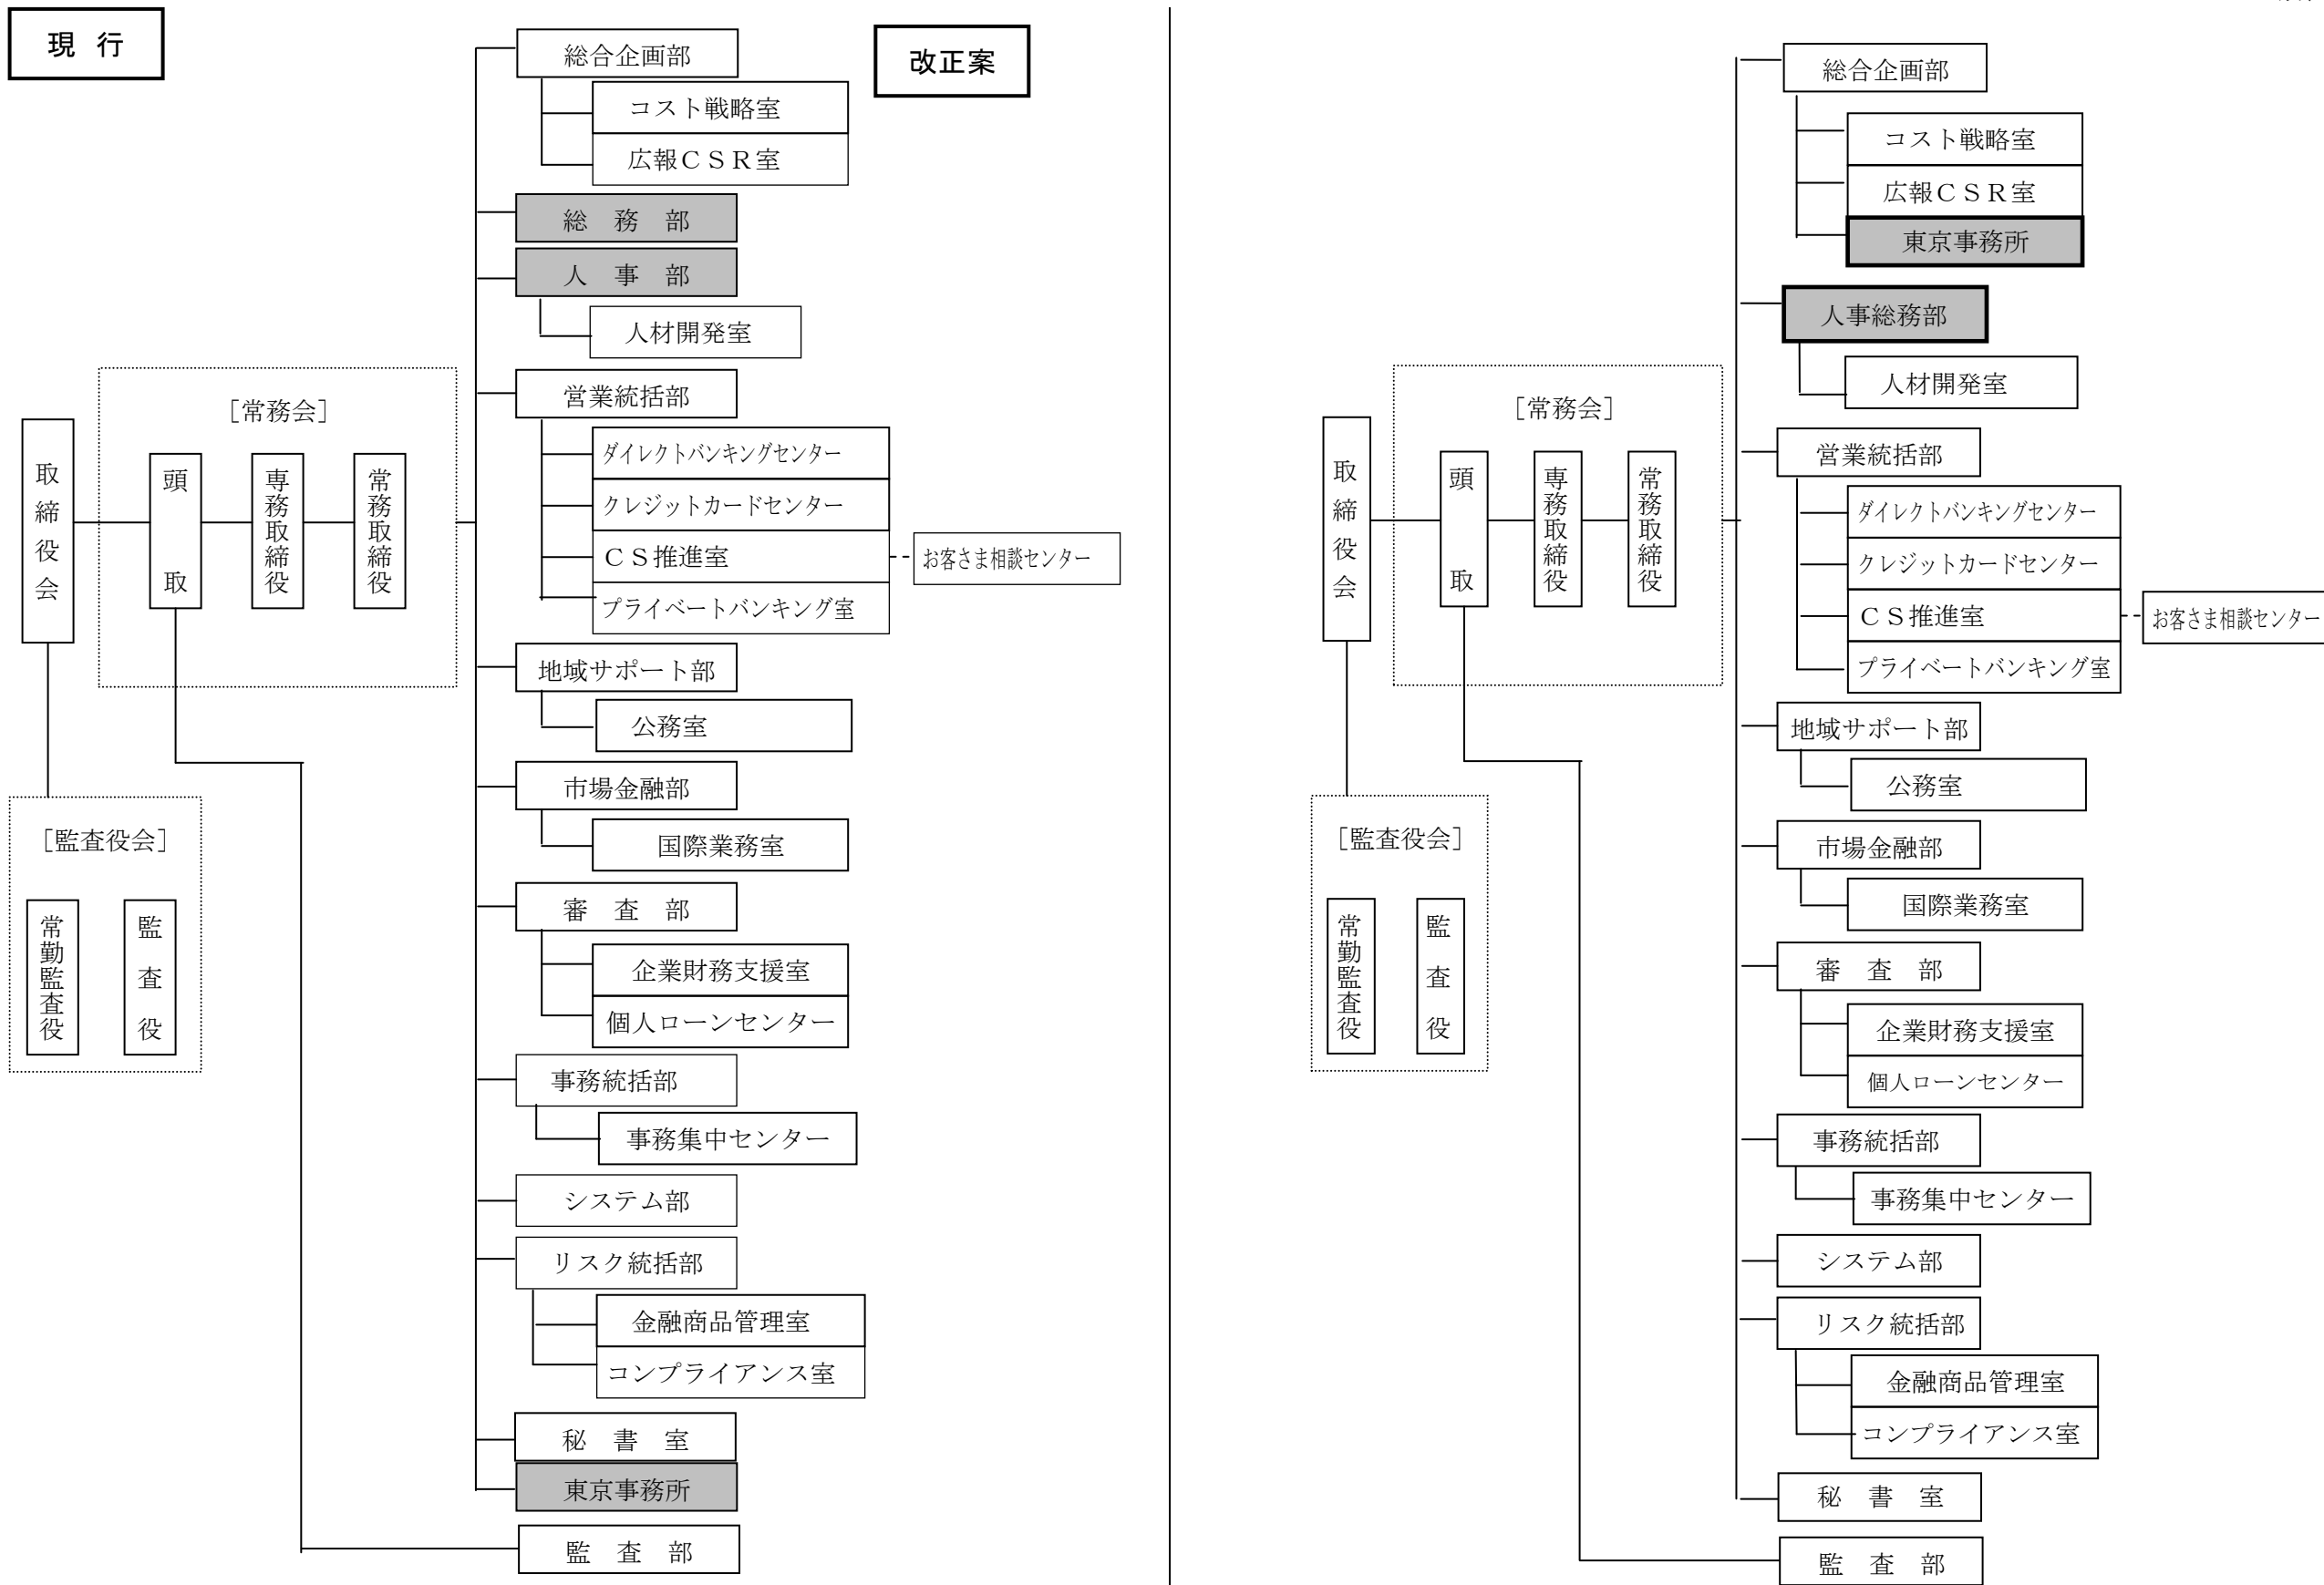 現 行
総合企画部
コスト戦略室
広報ＣＳＲ室
総 務 部
人 事 部
人材開発室
営業統括部
ダイレクトバンキングセンター
クレジットカードセンター
ＣＳ推進室
お客さま相談センター
プライベートバンキング室
地域サポート部
公務室
市場金融部
国際業務室
審 査 部
企業財務支援室
個人ローンセンター
事務統括部
事務集中センター
システム部
リスク統括部
金融商品管理室
コンプライアンス室
秘 書 室
東京事務所
監 査 部
［常務会］
取締役会
頭 取
専務取締役
常務取締役
［監査役会］
常勤監査役
監査役
改正案
総合企画部
コスト戦略室
広報ＣＳＲ室
東京事務所
人事総務部
人材開発室
営業統括部
ダイレクトバンキングセンター
クレジットカードセンター
ＣＳ推進室
お客さま相談センター
プライベートバンキング室
地域サポート部
公務室
市場金融部
国際業務室
審 査 部
企業財務支援室
個人ローンセンター
事務統括部
事務集中センター
システム部
リスク統括部
金融商品管理室
コンプライアンス室
秘 書 室
監 査 部
［常務会］
取締役会
頭 取
専務取締役
常務取締役
［監査役会］
常勤監査役
監査役